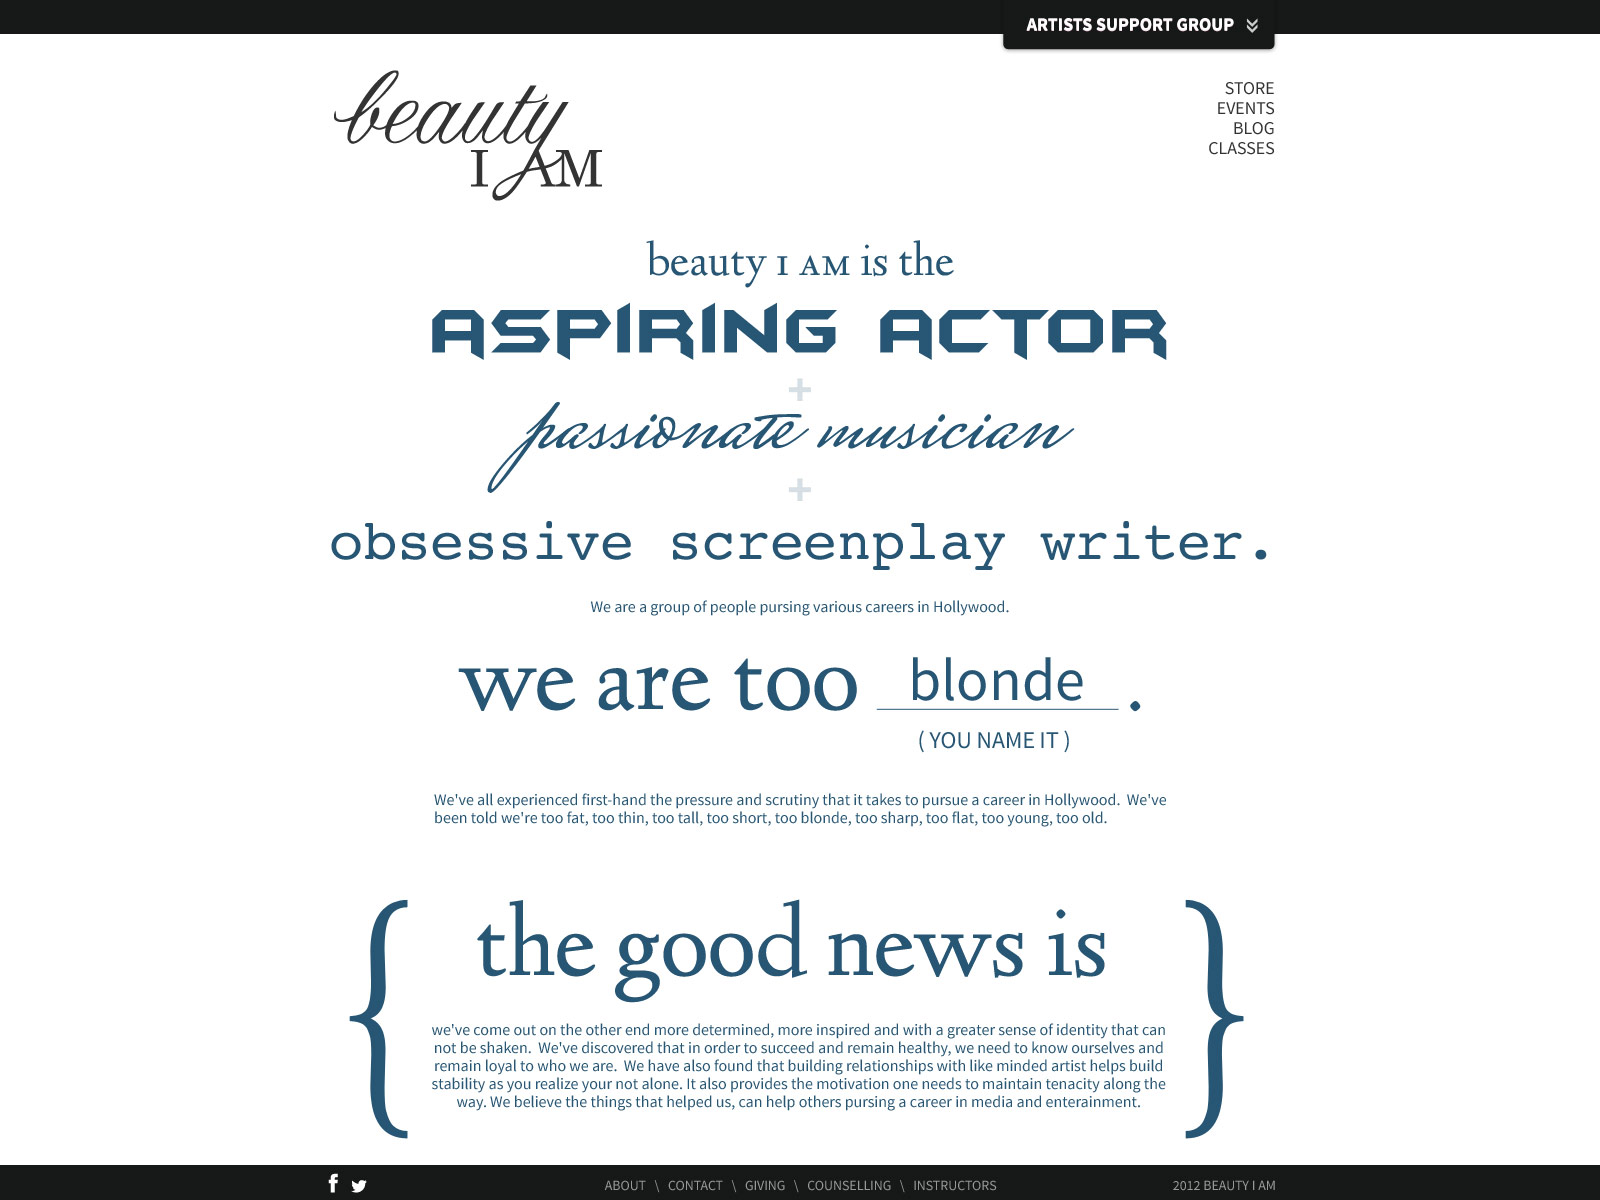 ARTISTS SUPPORT GROUP
beauty
I AM
STORE
EVENTS
BLOG
CLASSES
beauty I AM is the
ASPIRING ACTOR
+
passionate musician
+
obsessive screenplay writer.
We are a group of people pursing various careers in Hollywood.
we are too blonde .
( YOU NAME IT )
We've all experienced first-hand the pressure and scrutiny that it takes to pursue a career in Hollywood.  We've
been told we're too fat, too thin, too tall, too short, too blonde, too sharp, too flat, too young, too old.
{ the good news is }
we've come out on the other end more determined, more inspired and with a greater sense of identity that can
not be shaken.  We've discovered that in order to succeed and remain healthy, we need to know ourselves and
remain loyal to who we are.  We have also found that building relationships with like minded artist helps build
stability as you realize your not alone. It also provides the motivation one needs to maintain tenacity along the
way. We believe the things that helped us, can help others pursing a career in media and enterainment.
ABOUT \ CONTACT \ GIVING \ COUNSELLING \ INSTRUCTORS
2012 BEAUTY I AM